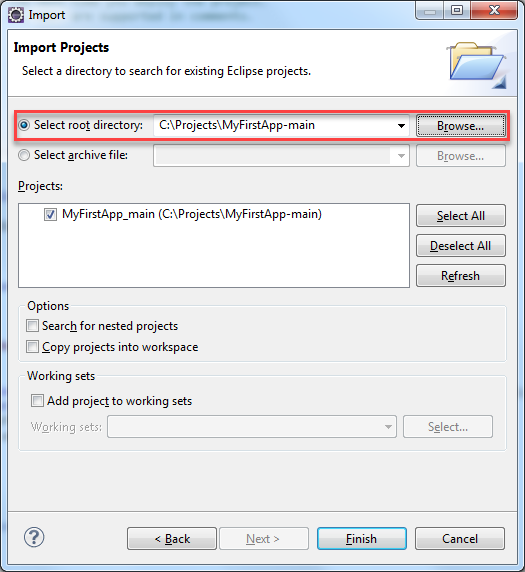 Import
Import Projects
Select a directory to search for existing Eclipse projects.
Select root directory: C:\Projects\MyFirstApp-main Browse...
Select archive file: Browse...
Projects:
MyFirstApp_main (C:\Projects\MyFirstApp-main)
Select All
Deselect All
Refresh
Options
Search for nested projects
Copy projects into workspace
Working sets
Add project to working sets
Working sets: Select...
? < Back Next > Finish Cancel